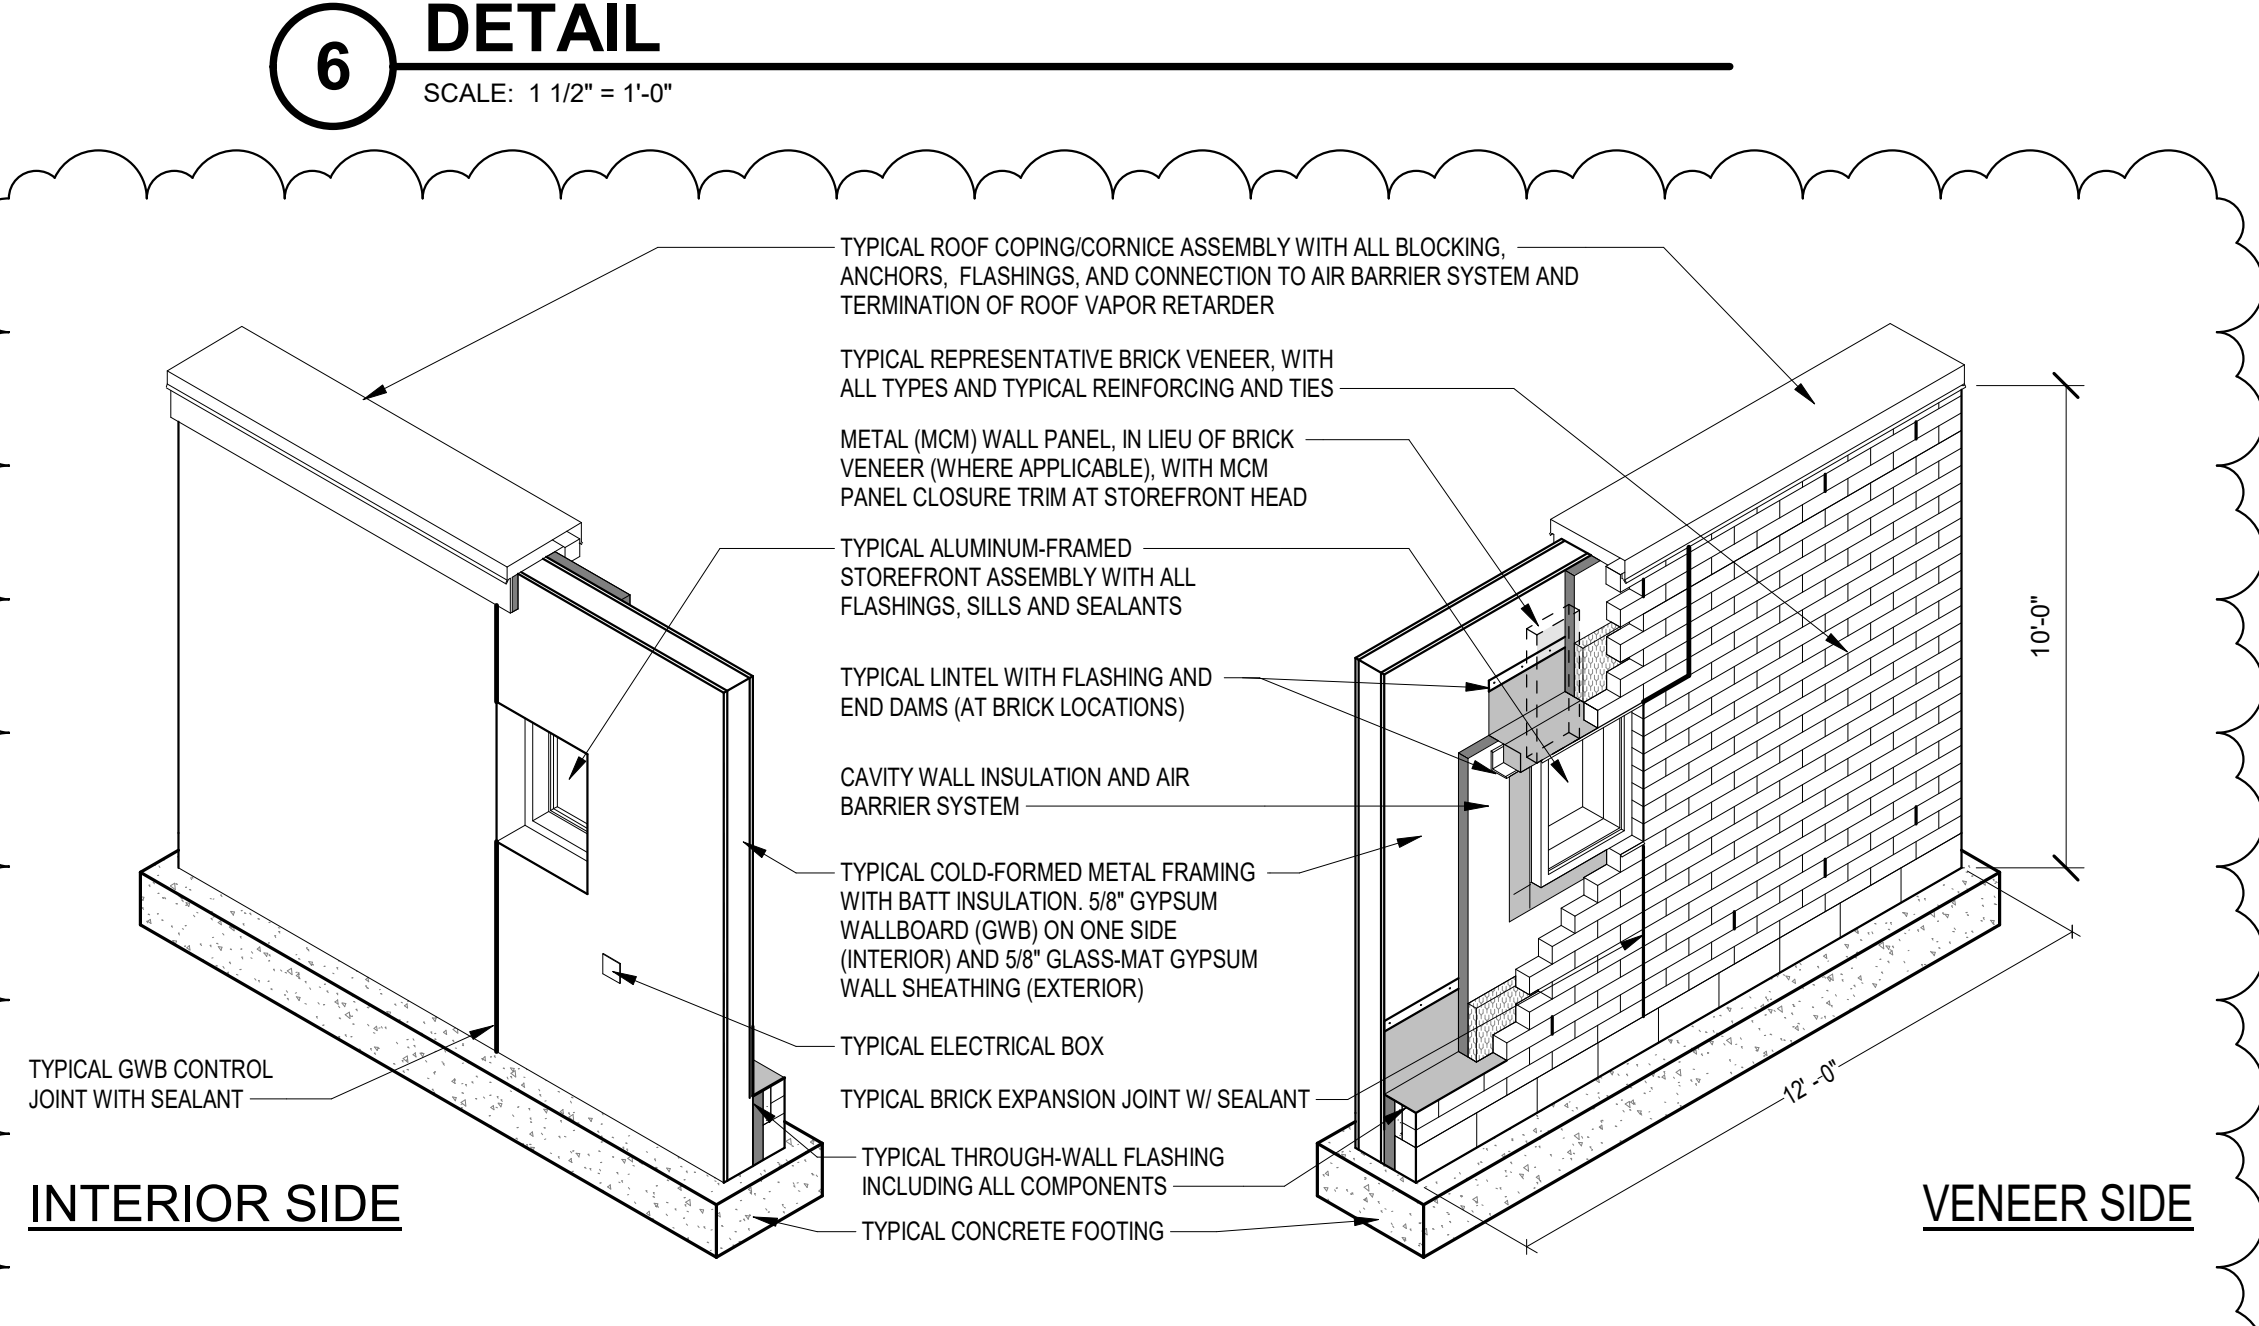 6
DETAIL
SCALE: 1 1/2" = 1'-0"
TYPICAL ROOF COPING/CORNICE ASSEMBLY WITH ALL BLOCKING,
ANCHORS, FLASHINGS, AND CONNECTION TO AIR BARRIER SYSTEM AND
TERMINATION OF ROOF VAPOR RETARDER
TYPICAL REPRESENTATIVE BRICK VENEER, WITH
ALL TYPES AND TYPICAL REINFORCING AND TIES
METAL (MCM) WALL PANEL, IN LIEU OF BRICK
VENEER (WHERE APPLICABLE), WITH MCM
PANEL CLOSURE TRIM AT STOREFRONT HEAD
TYPICAL ALUMINUM-FRAMED
STOREFRONT ASSEMBLY WITH ALL
FLASHINGS, SILLS AND SEALANTS
TYPICAL LINTEL WITH FLASHING AND
END DAMS (AT BRICK LOCATIONS)
CAVITY WALL INSULATION AND AIR
BARRIER SYSTEM
TYPICAL COLD-FORMED METAL FRAMING
WITH BATT INSULATION. 5/8" GYPSUM
WALLBOARD (GWB) ON ONE SIDE
(INTERIOR) AND 5/8" GLASS-MAT GYPSUM
WALL SHEATHING (EXTERIOR)
TYPICAL ELECTRICAL BOX
TYPICAL BRICK EXPANSION JOINT W/ SEALANT
TYPICAL THROUGH-WALL FLASHING
INCLUDING ALL COMPONENTS
TYPICAL CONCRETE FOOTING
TYPICAL GWB CONTROL
JOINT WITH SEALANT
INTERIOR SIDE
10'-0"
12' -0"
VENEER SIDE